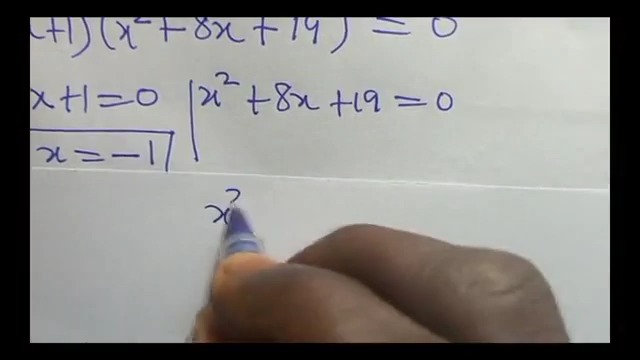 x+1)(x² + 8x + 19) = 0
x+1=0 | x² + 8x + 19 = 0
x = -1
x²